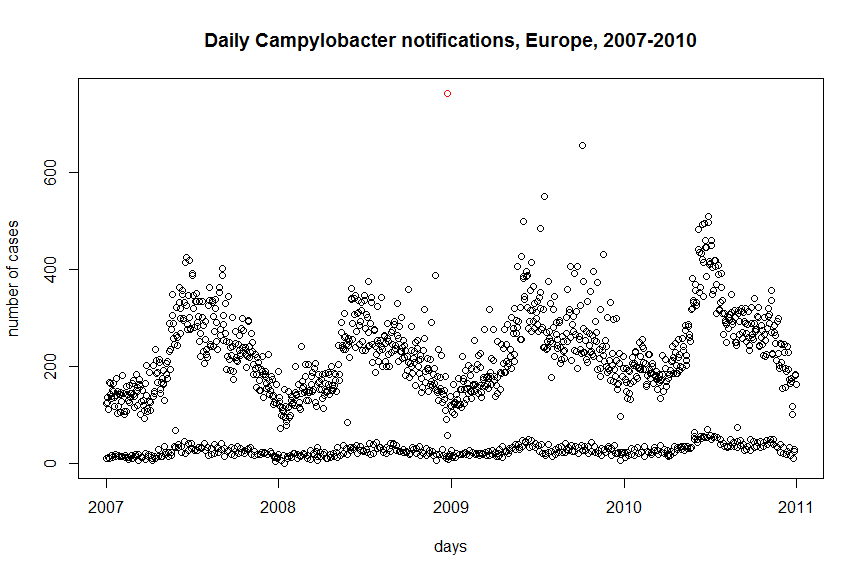 Daily Campylobacter notifications, Europe, 2007-2010
number of cases
600
400
200
0
2007 2008 2009 2010 2011
days